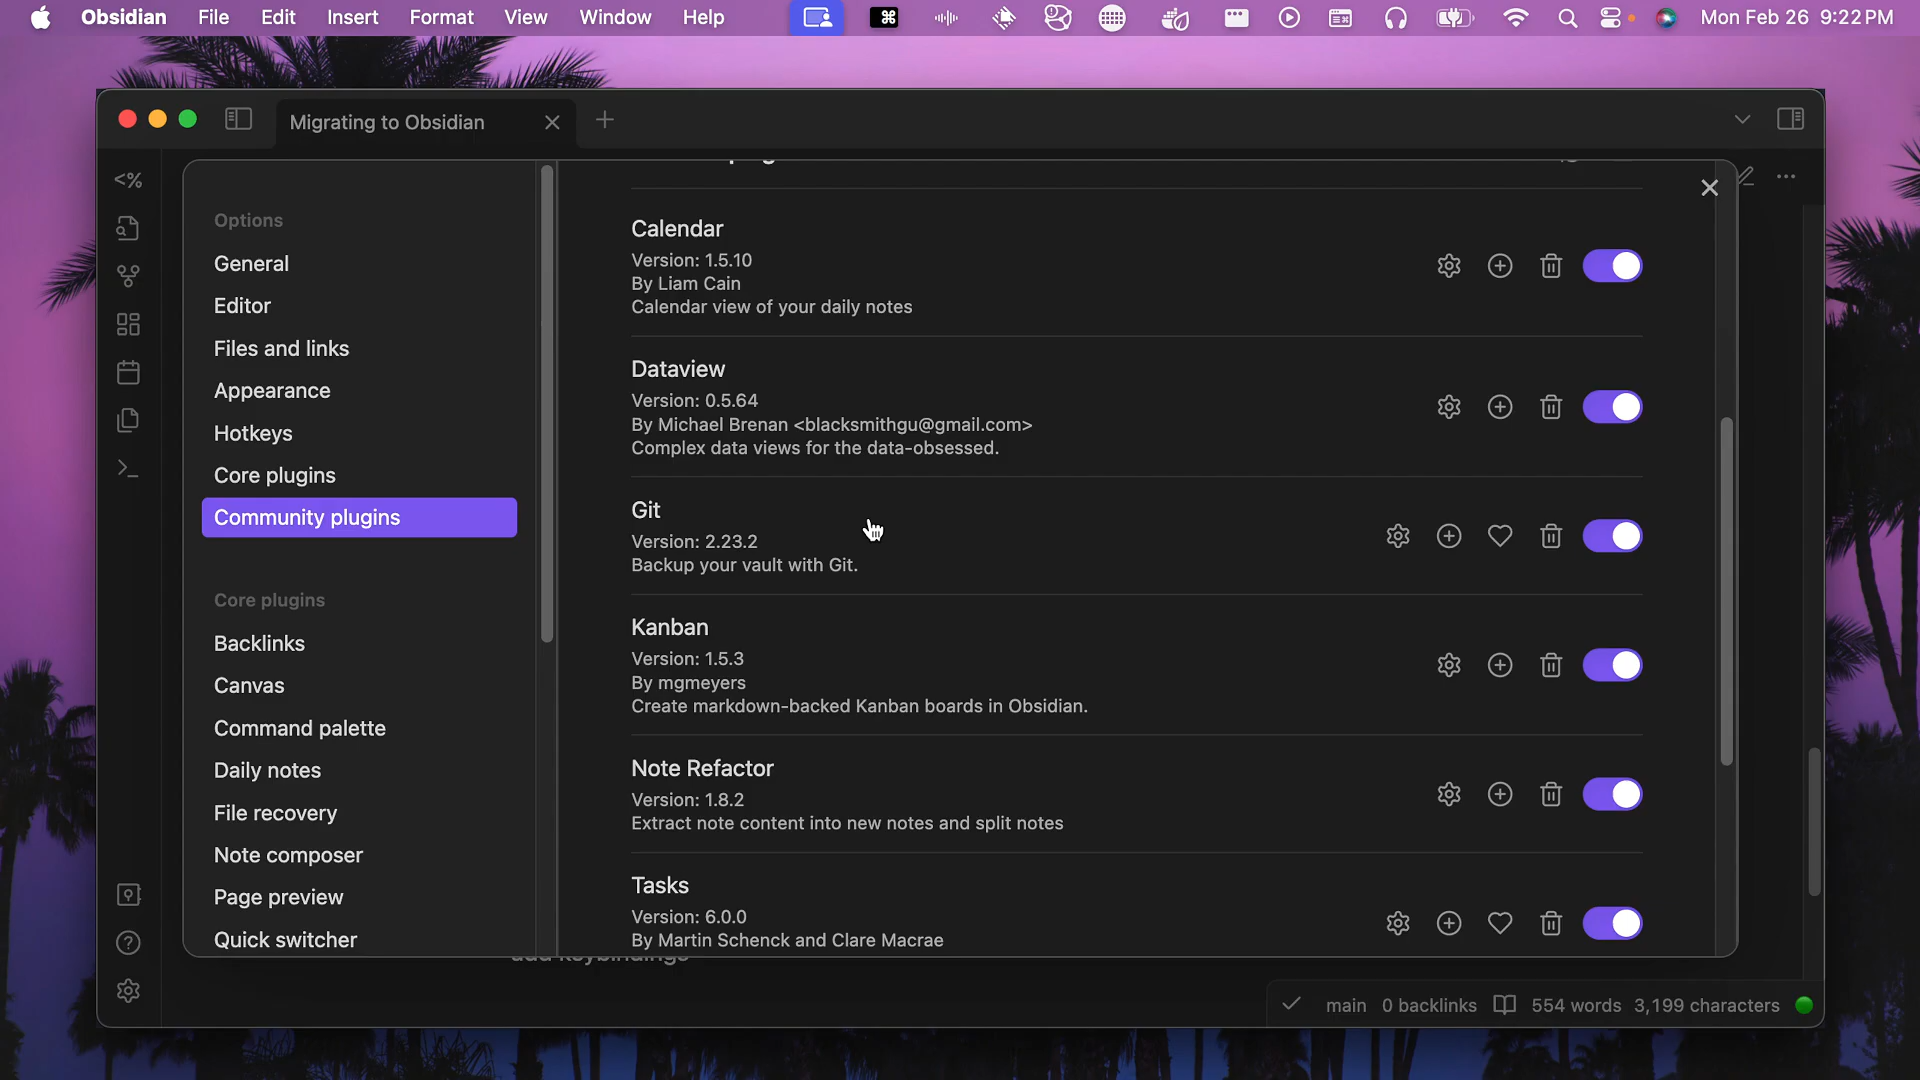 Obsidian File Edit Insert Format View Window Help Mon Feb 26 9:22 PM
Migrating to Obsidian
Options
General
Editor
Files and links
Appearance
Hotkeys
Core plugins
Community plugins
Core plugins
Backlinks
Canvas
Command palette
Daily notes
File recovery
Note composer
Page preview
Quick switcher
Calendar
Version: 1.5.10
By Liam Cain
Calendar view of your daily notes
Dataview
Version: 0.5.64
By Michael Brenan <blacksmithgu@gmail.com>
Complex data views for the data-obsessed.
Git
Version: 2.23.2
Backup your vault with Git.
Kanban
Version: 1.5.3
By mgmeyers
Create markdown-backed Kanban boards in Obsidian.
Note Refactor
Version: 1.8.2
Extract note content into new notes and split notes
Tasks
Version: 6.0.0
By Martin Schenck and Clare Macrae
add keybindings
main 0 backlinks 554 words 3,199 characters